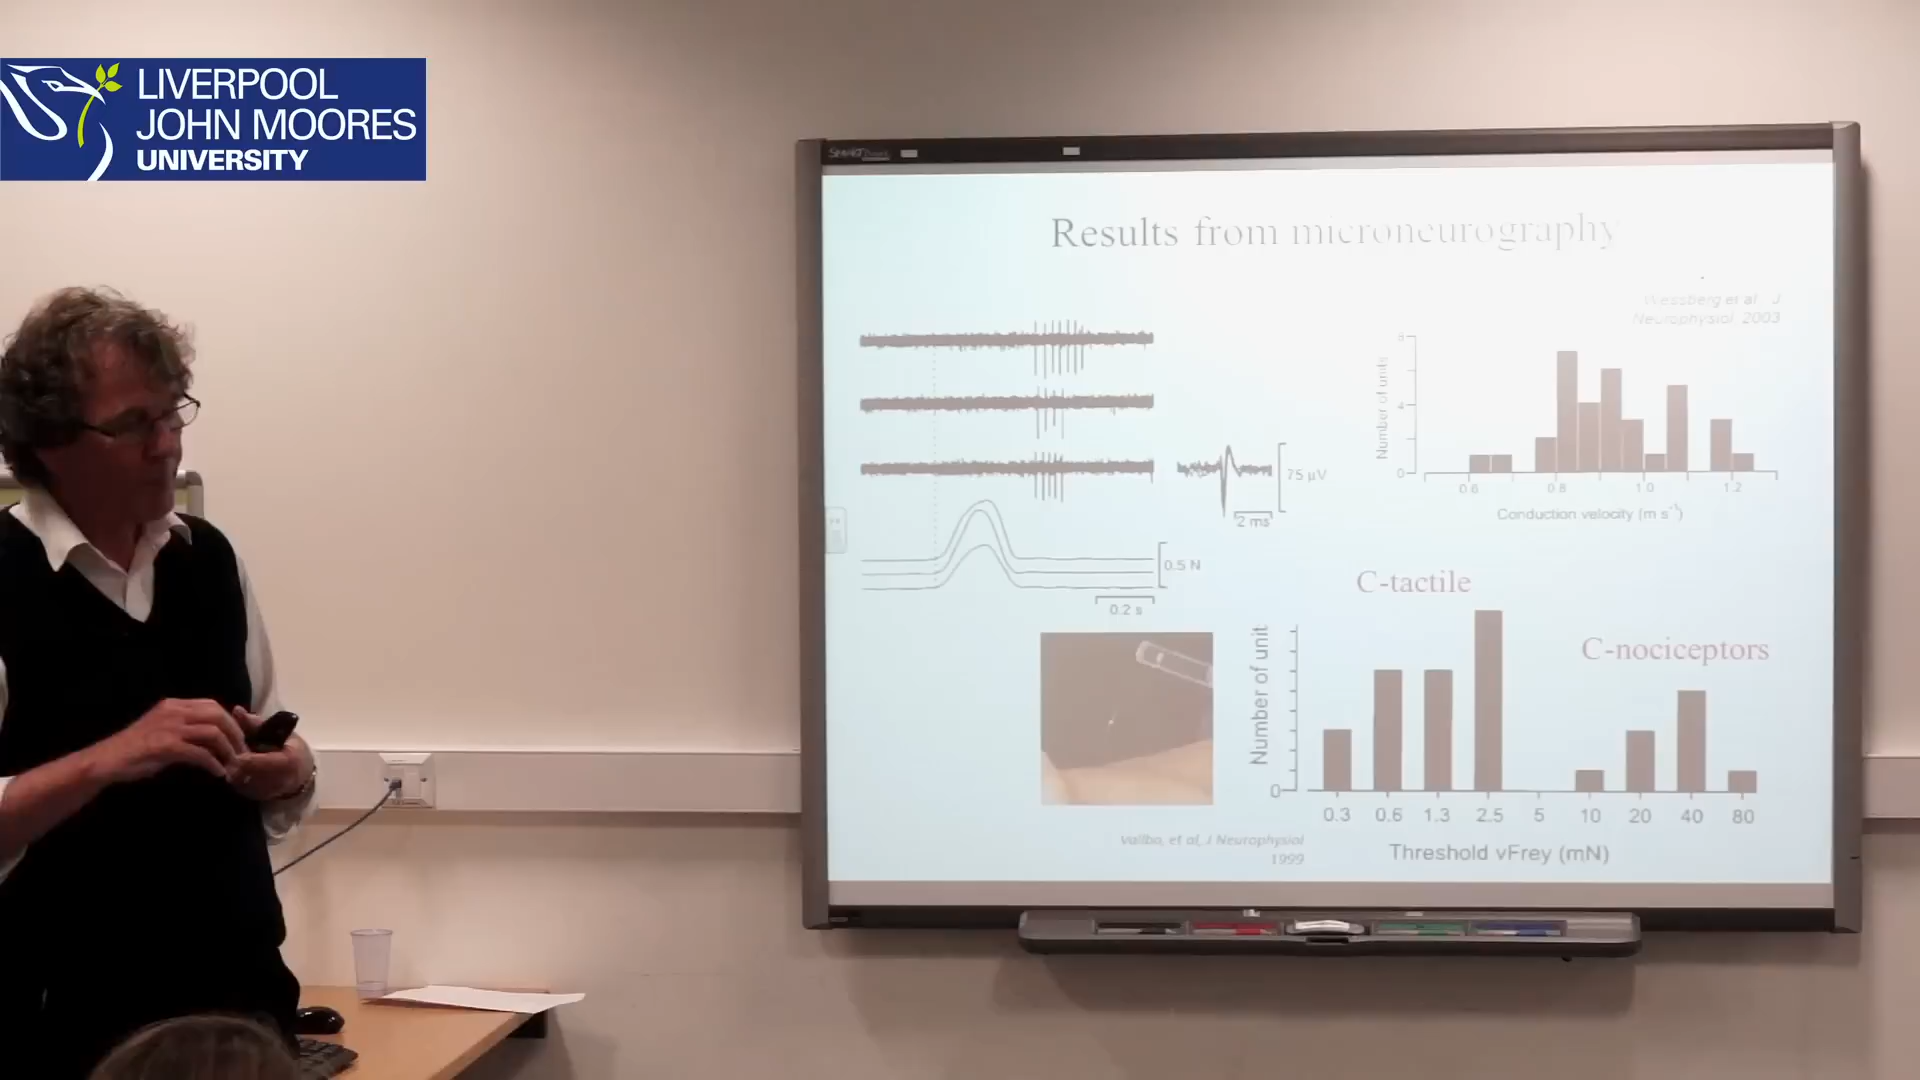 LIVERPOOL
JOHN MOORES
UNIVERSITY
Results from microneurography
Wessberg et al., J
Neurophysiol, 2003
8
4
0
Number of units
0.6 0.8 1.0 1.2
Conduction velocity (m s⁻¹)
75 µV
2 ms
0.5 N
0.2 s
C-tactile
C-nociceptors
Number of unit
0
0.3 0.6 1.3 2.5 5 10 20 40 80
Threshold vFrey (mN)
Vallbo, et al, J Neurophysiol
1999